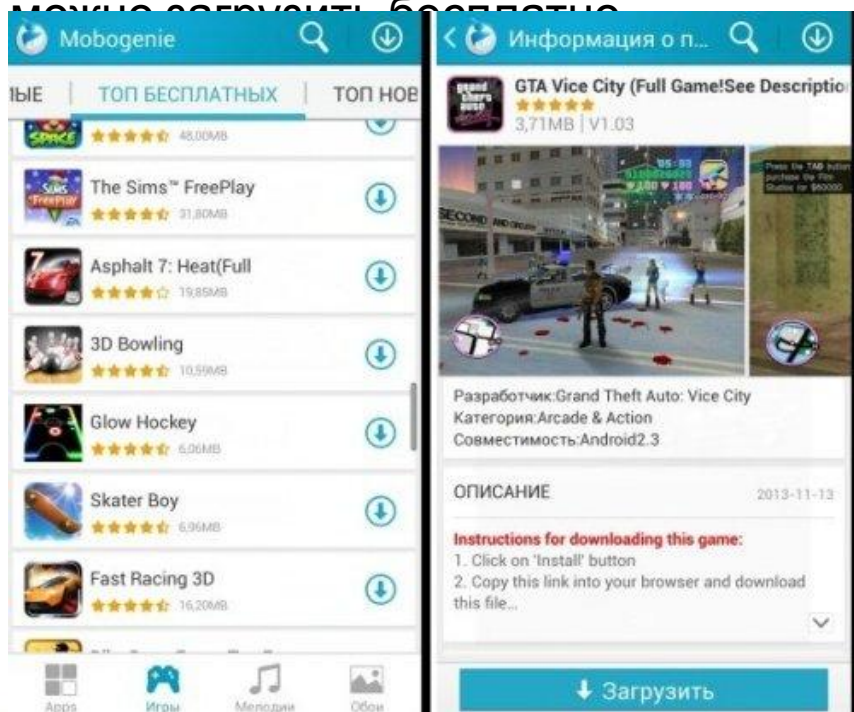 можно загрузить бесплатно
Mobogenie
ЫЕ | ТОП БЕСПЛАТНЫХ | ТОП НОВ
SPACE
48,00MB
The Sims™ FreePlay
31,80MB
Asphalt 7: Heat(Full
19,85MB
3D Bowling
10,59MB
Glow Hockey
6,06MB
Skater Boy
6,96MB
Fast Racing 3D
16,20MB
Apps
Игры
Мелодии
Обои
Информация о п...
GTA Vice City (Full Game!See Descriptio
3,71MB | V1.03
Разработчик:Grand Theft Auto: Vice City
Категория:Arcade & Action
Совместимость:Android2.3
ОПИСАНИЕ 2013-11-13
Instructions for downloading this game:
1. Click on 'Install' button
2. Copy this link into your browser and download
this file...
Загрузить